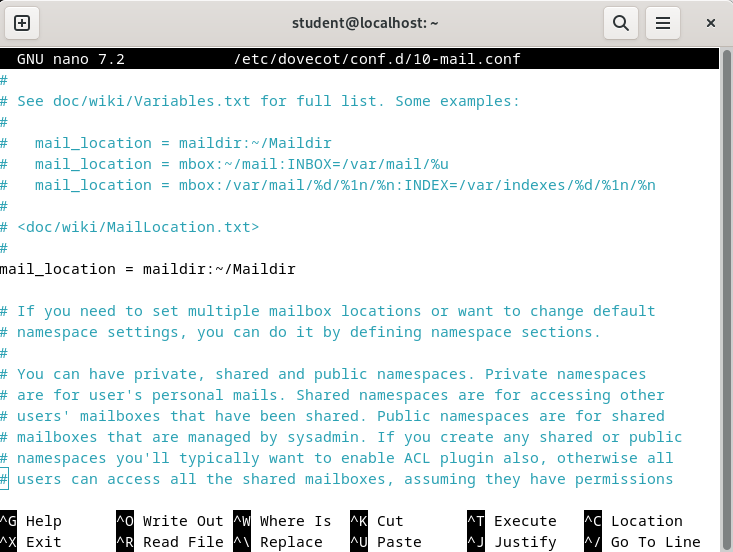 student@localhost: ~
GNU nano 7.2 /etc/dovecot/conf.d/10-mail.conf
#
# See doc/wiki/Variables.txt for full list. Some examples:
#
#   mail_location = maildir:~/Maildir
#   mail_location = mbox:~/mail:INBOX=/var/mail/%u
#   mail_location = mbox:/var/mail/%d/%1n/%n:INDEX=/var/indexes/%d/%1n/%n
#
# <doc/wiki/MailLocation.txt>
#
mail_location = maildir:~/Maildir
# If you need to set multiple mailbox locations or want to change default
# namespace settings, you can do it by defining namespace sections.
#
# You can have private, shared and public namespaces. Private namespaces
# are for user's personal mails. Shared namespaces are for accessing other
# users' mailboxes that have been shared. Public namespaces are for shared
# mailboxes that are managed by sysadmin. If you create any shared or public
# namespaces you'll typically want to enable ACL plugin also, otherwise all
# users can access all the shared mailboxes, assuming they have permissions
^G Help ^O Write Out ^W Where Is ^K Cut ^T Execute ^C Location
^X Exit ^R Read File ^\ Replace ^U Paste ^J Justify ^/ Go To Line